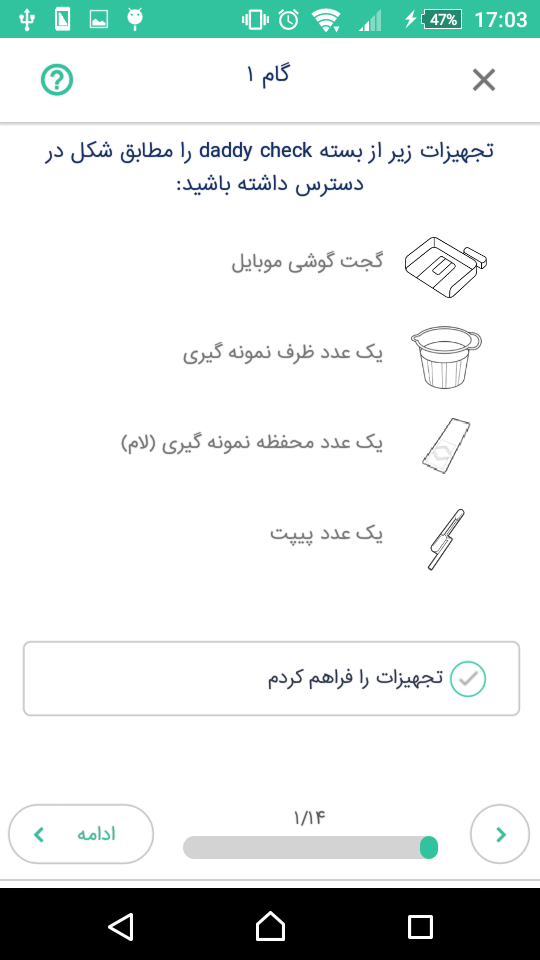 47% 17:03
گام ۱
تجهیزات زیر از بسته daddy check را مطابق شکل در
دسترس داشته باشید:
گجت گوشی موبایل
یک عدد ظرف نمونه گیری
یک عدد محفظه نمونه گیری (لام)
یک عدد پیپت
تجهیزات را فراهم کردم
۱/۱۴
ادامه